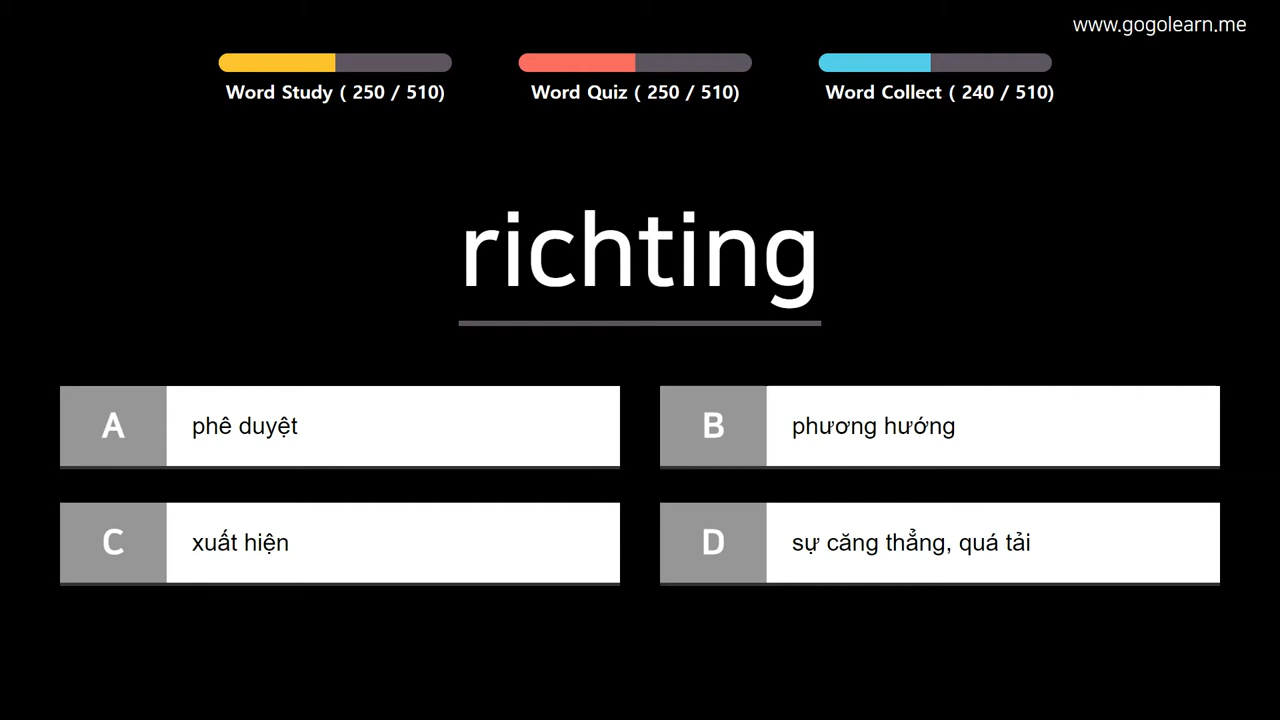 www.gogolearn.me
Word Study ( 250 / 510)
Word Quiz ( 250 / 510)
Word Collect ( 240 / 510)
richting
A
phê duyệt
B
phương hướng
C
xuất hiện
D
sự căng thẳng, quá tải